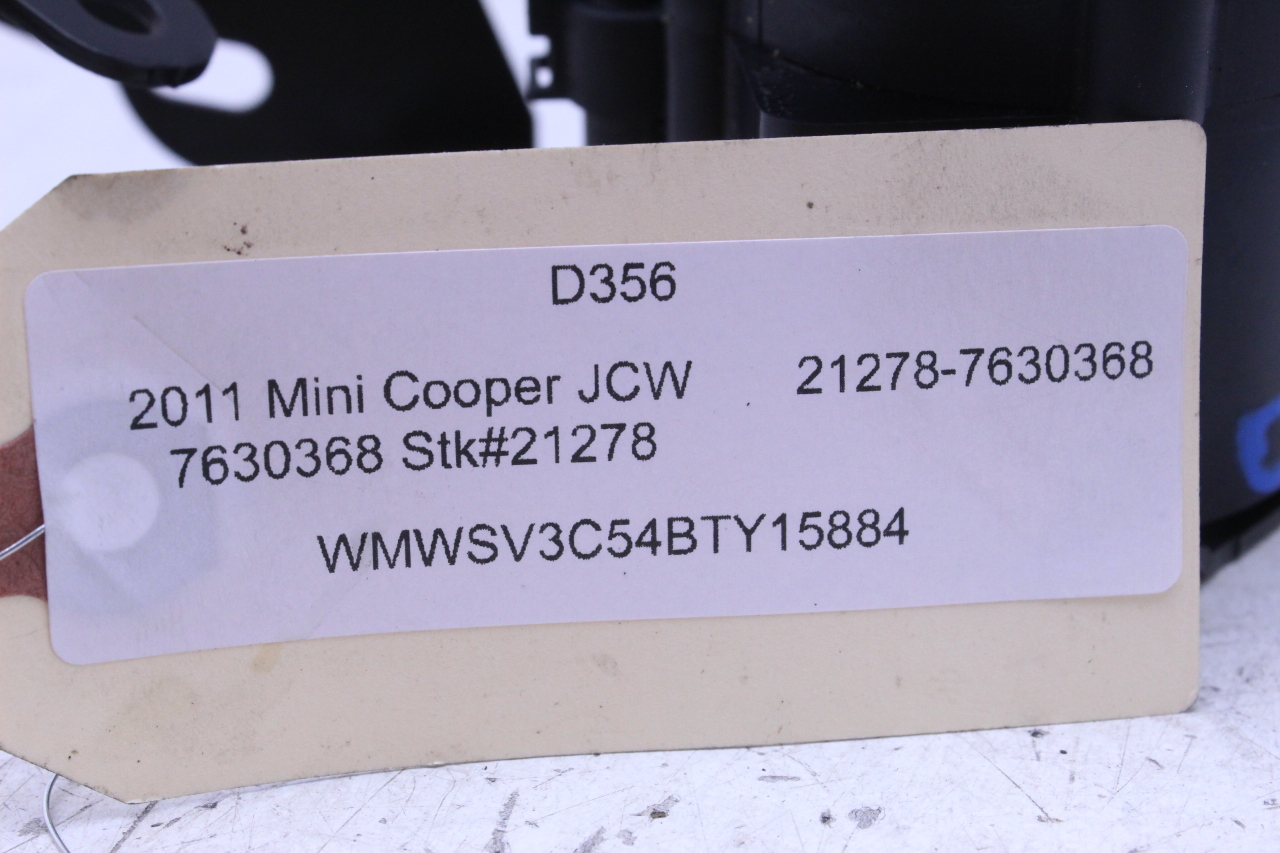 D356
2011 Mini Cooper JCW 21278-7630368
7630368 Stk#21278
WMWSV3C54BTY15884